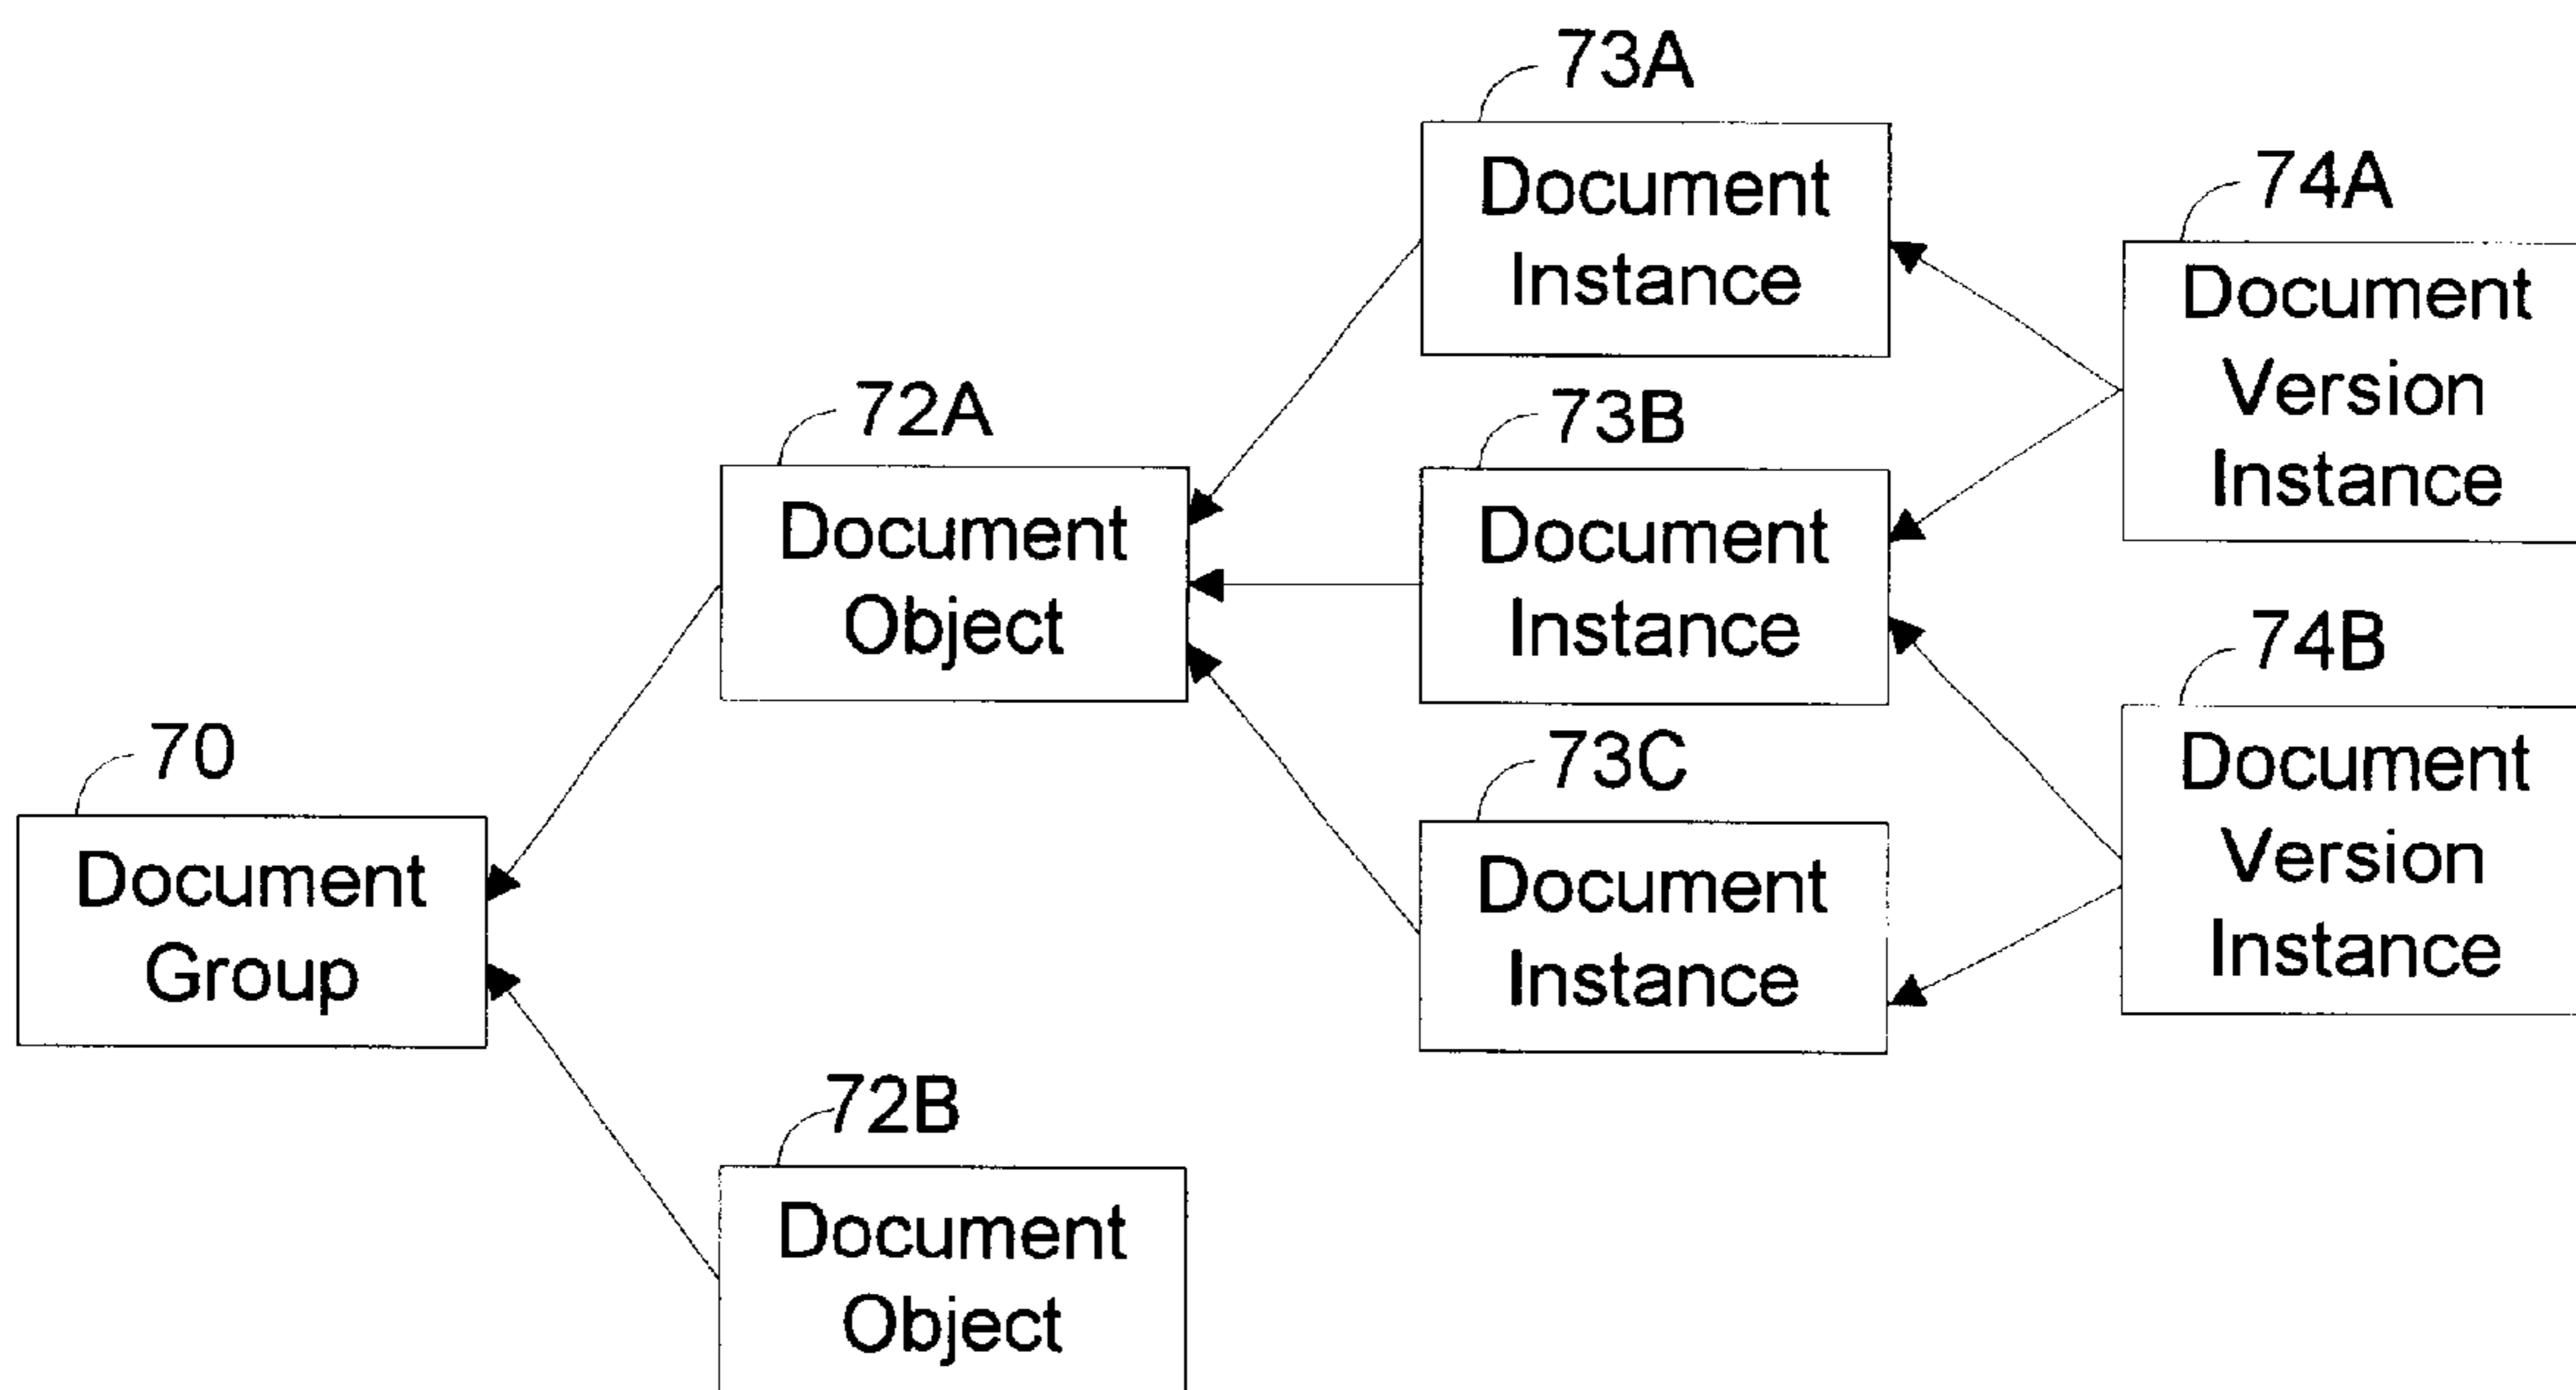 73A
Document
Instance
74A
Document
Version
Instance
72A
Document
Object
73B
Document
Instance
70
Document
Group
73C
Document
Instance
74B
Document
Version
Instance
72B
Document
Object